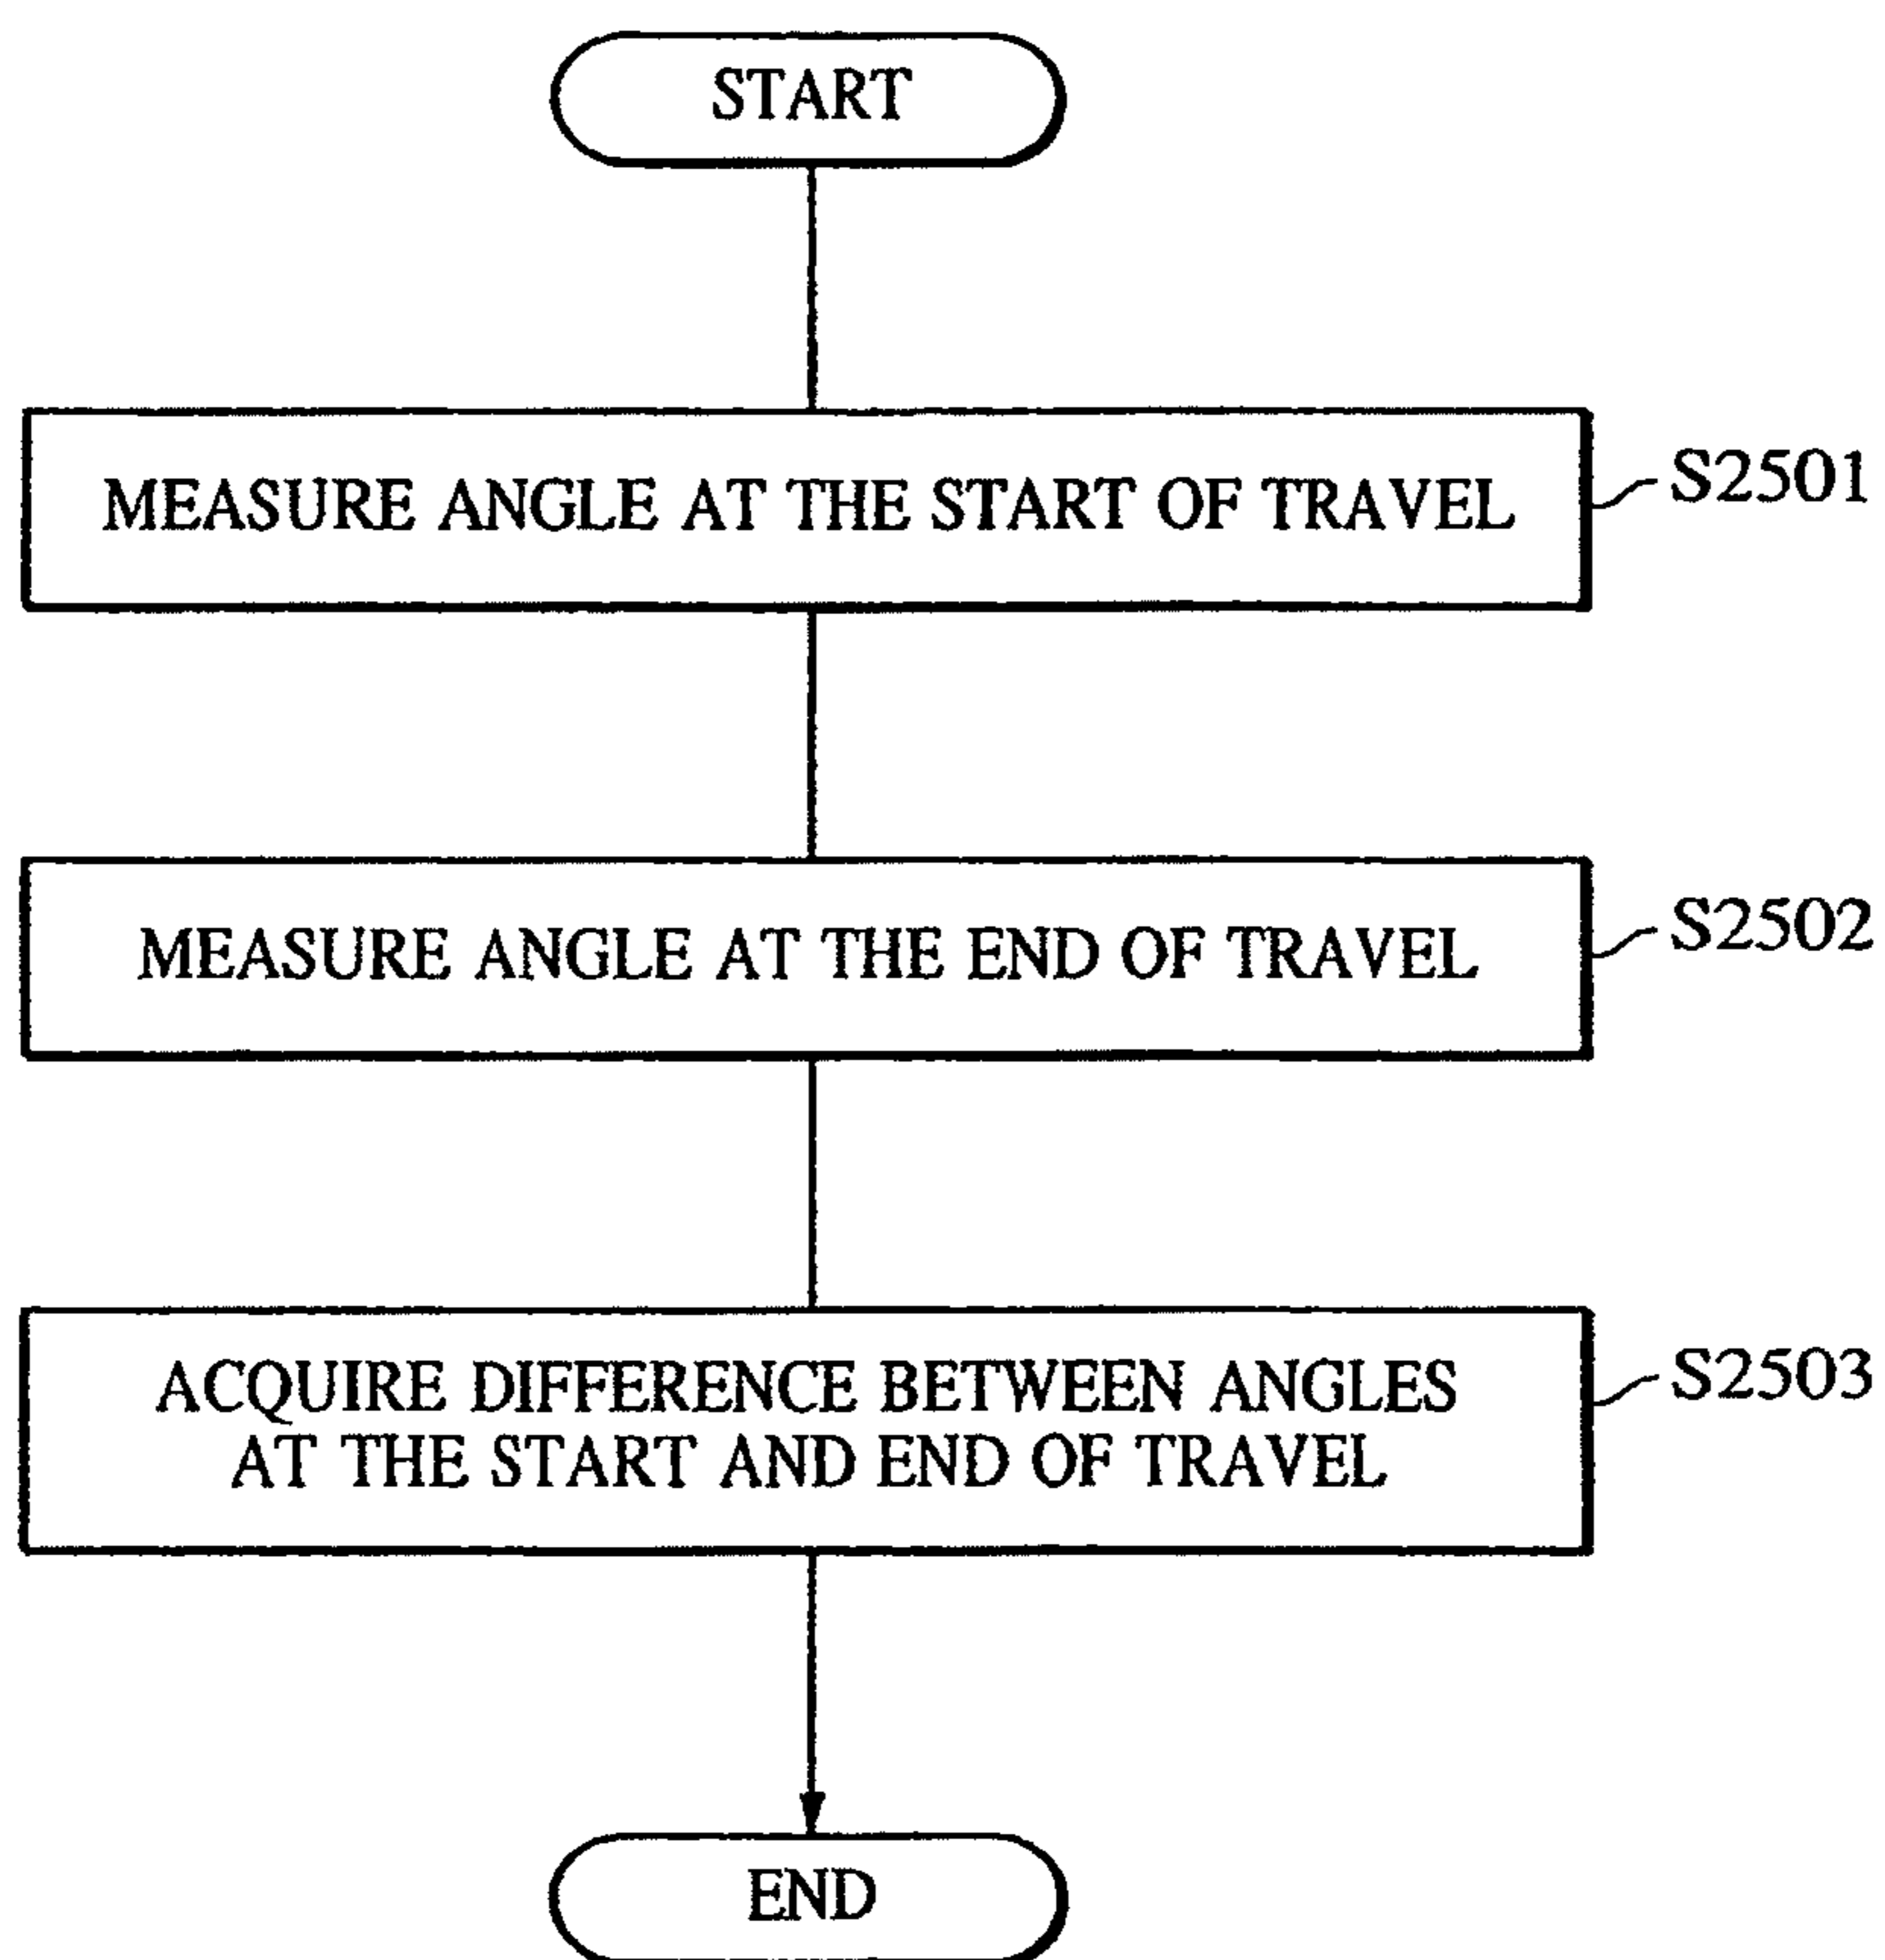 START
MEASURE ANGLE AT THE START OF TRAVEL
S2501
MEASURE ANGLE AT THE END OF TRAVEL
S2502
ACQUIRE DIFFERENCE BETWEEN ANGLES
AT THE START AND END OF TRAVEL
S2503
END